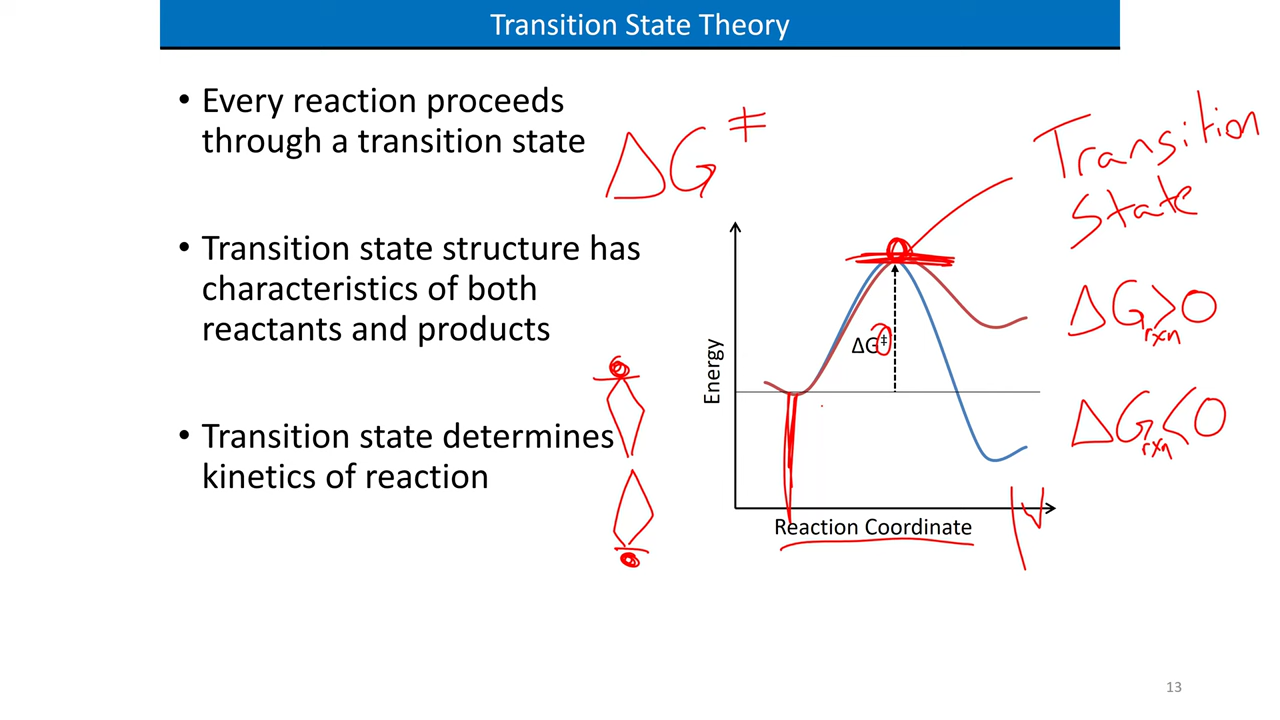 Transition State Theory
• Every reaction proceeds
through a transition state
ΔG‡
Transition
State
• Transition state structure has
characteristics of both
reactants and products
ΔGrxn>0
ΔG‡
Energy
ΔGrxn<0
• Transition state determines
kinetics of reaction
Reaction Coordinate
13